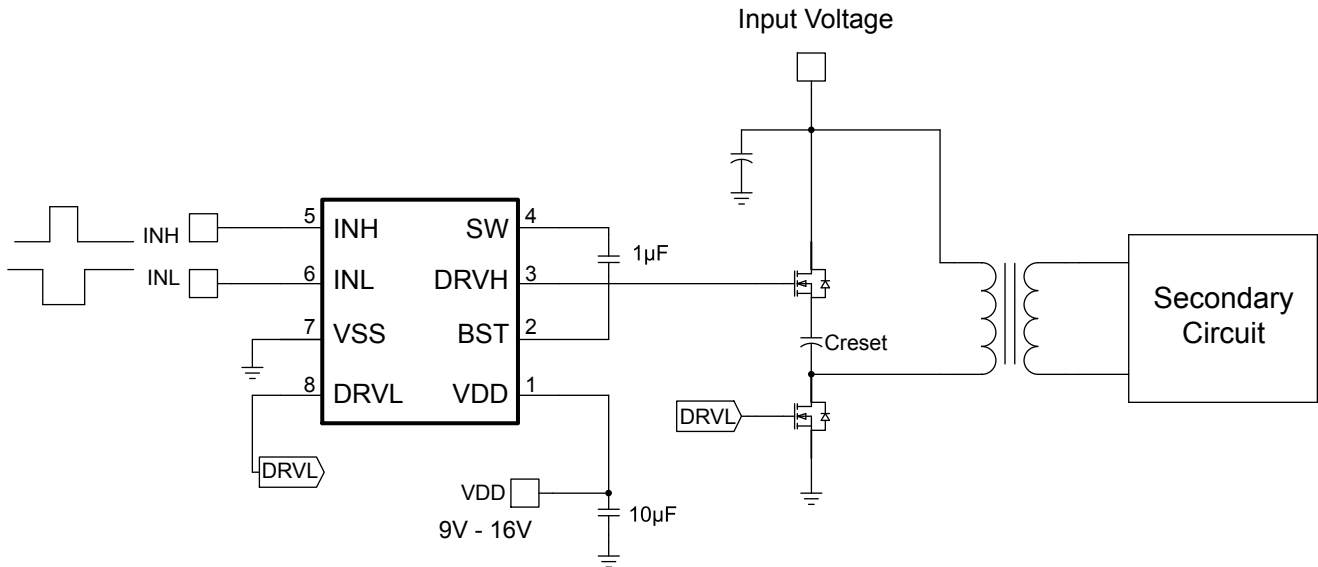 Input Voltage
5 INH SW 4
INH
1µF
INL
6 INL DRVH 3
7 VSS BST 2
Creset
Secondary
Circuit
8 DRVL VDD 1
DRVL
DRVL
VDD
10µF
9V - 16V